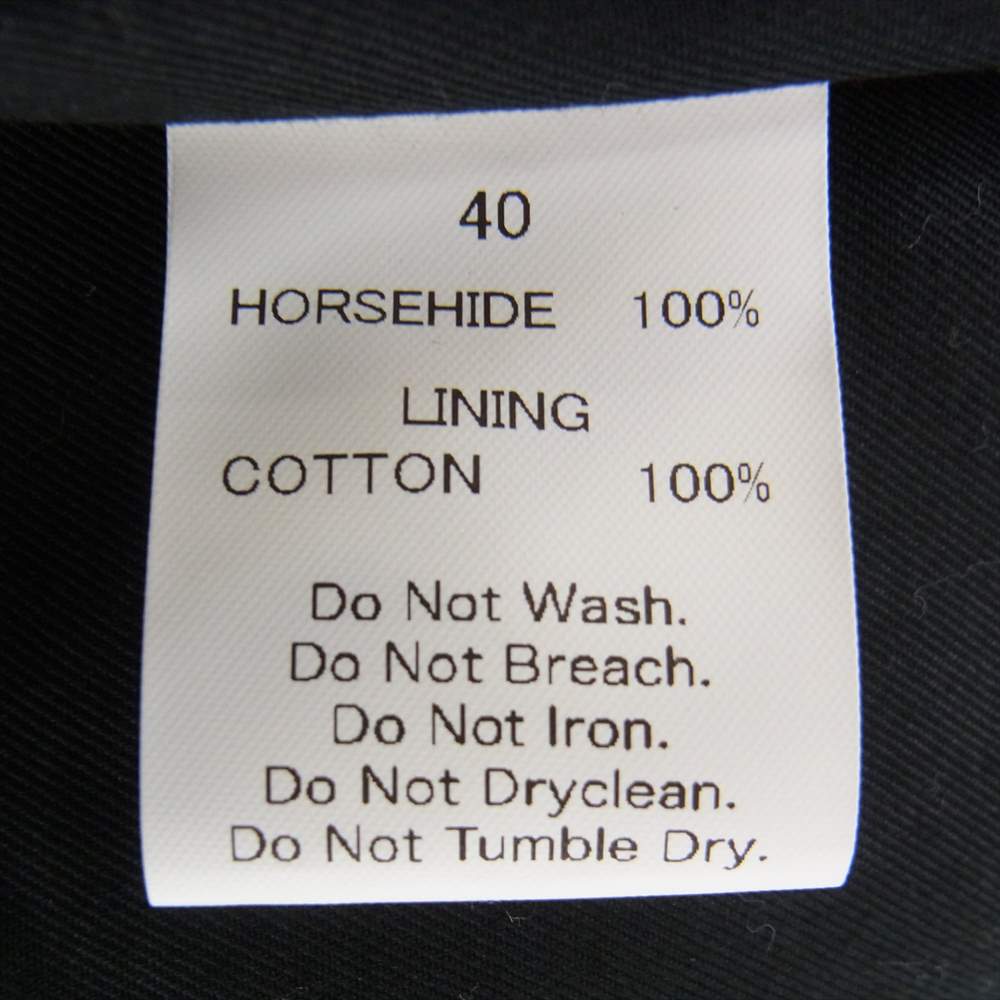 40
HORSEHIDE 100%
LINING
COTTON 100%
Do Not Wash.
Do Not Breach.
Do Not Iron.
Do Not Dryclean.
Do Not Tumble Dry.